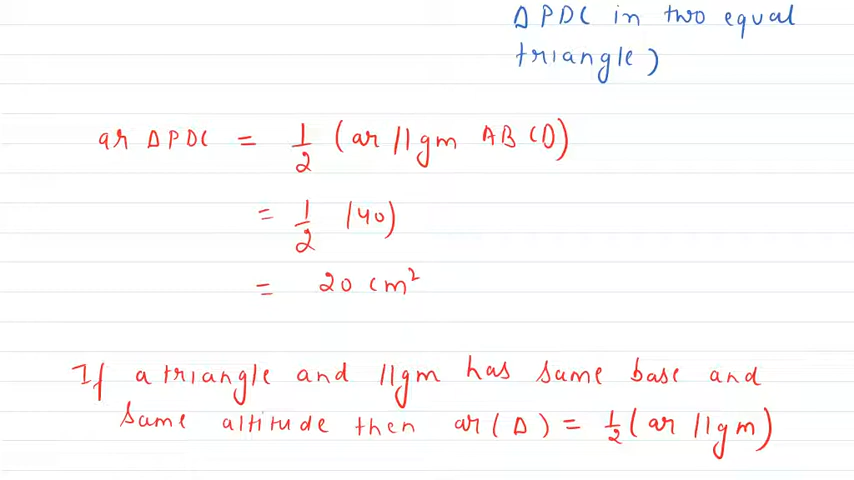 Δ PDC in two equal
triangle)
ar Δ PDC = 1/2 (ar ||gm ABCD)
= 1/2 (40)
= 20 cm²
If a triangle and ||gm has same base and
same altitude then ar(Δ) = 1/2 (ar ||gm)